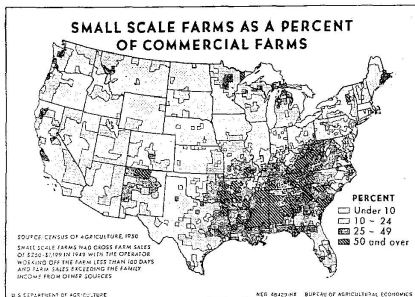 SMALL SCALE FARMS AS A PERCENT
OF COMMERCIAL FARMS
PERCENT
Under 10
10 - 24
25 - 49
50 and over
SOURCE: CENSUS OF AGRICULTURE, 1950
SMALL SCALE FARMS HAD GROSS FARM SALES
OF $250-$1,199 IN 1949 WITH THE OPERATOR
WORKING OFF THE FARM LESS THAN 100 DAYS
AND FARM SALES EXCEEDING THE FAMILY
INCOME FROM OTHER SOURCES
U.S. DEPARTMENT OF AGRICULTURE
NEG. BUREAU OF AGRICULTURAL ECONOMICS